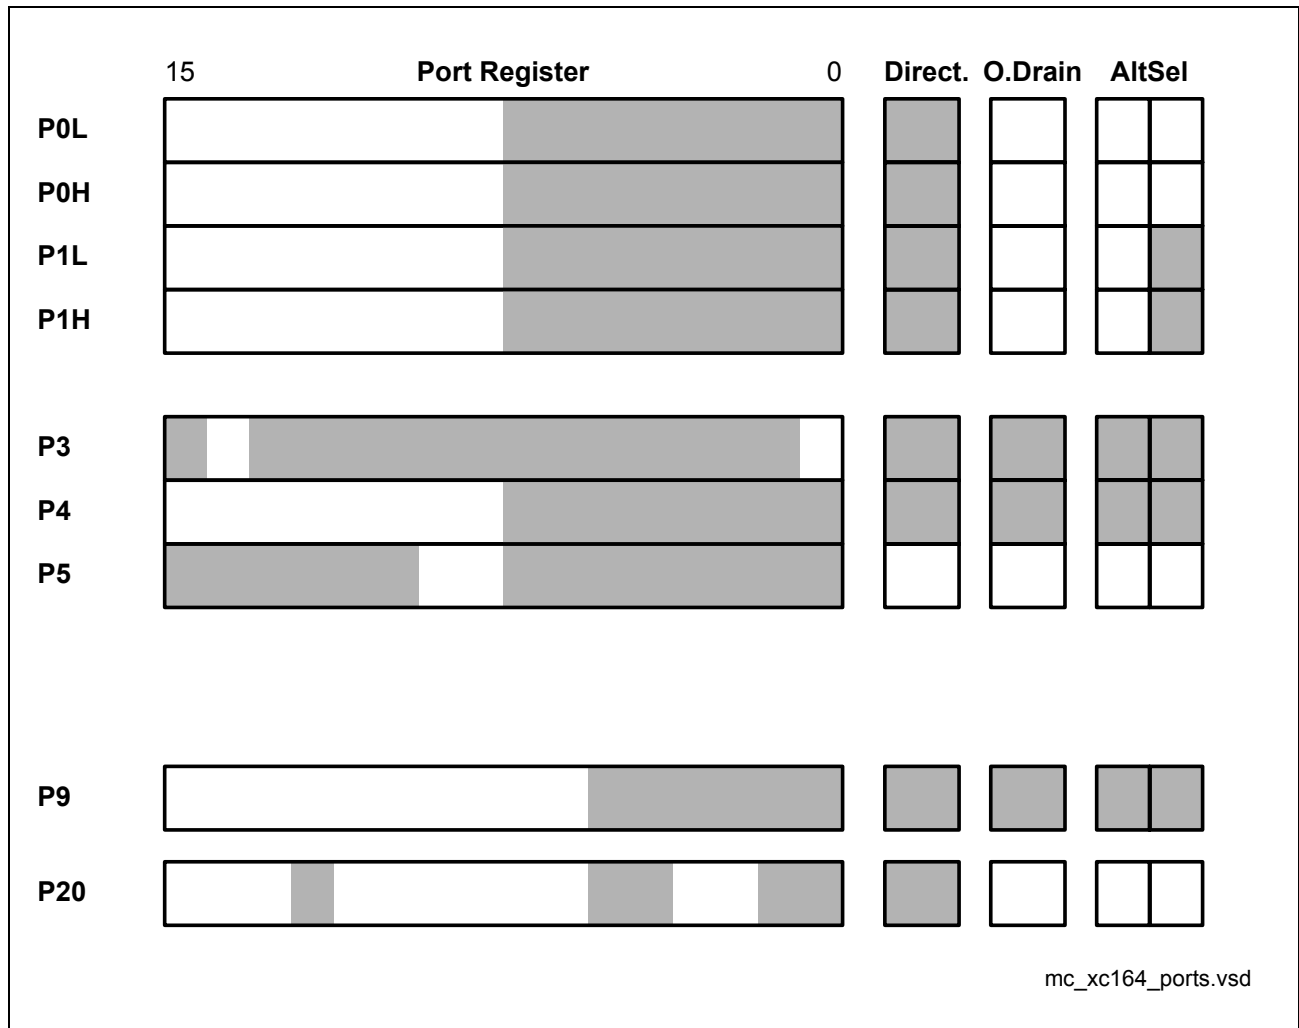 15 Port Register 0 Direct. O.Drain AltSel
P0L
P0H
P1L
P1H
P3
P4
P5
P9
P20
mc_xc164_ports.vsd